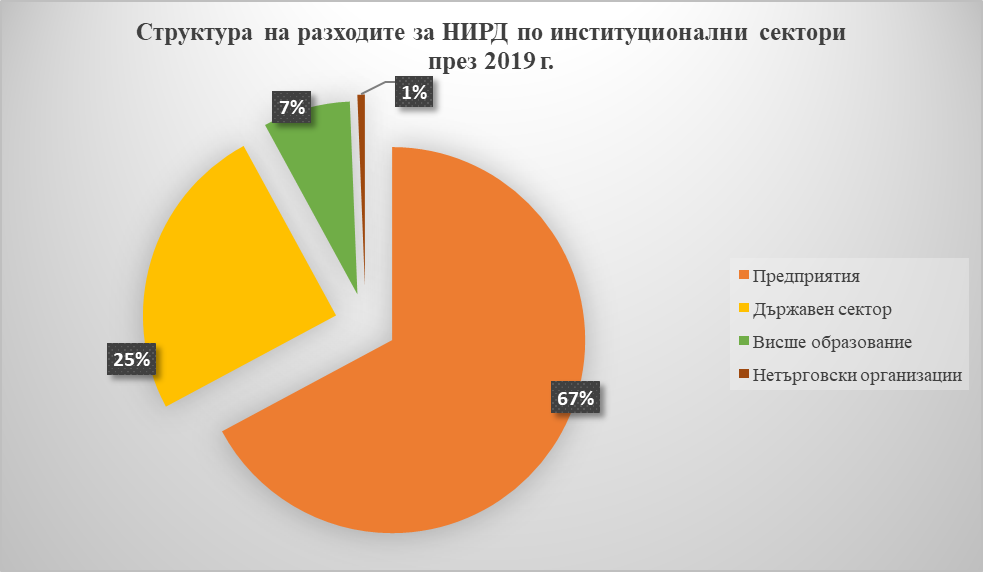 Структура на разходите за НИРД по институционални сектори
през 2019 г.
7%
1%
25%
67%
Предприятия
Държавен сектор
Висше образование
Нетърговски организации